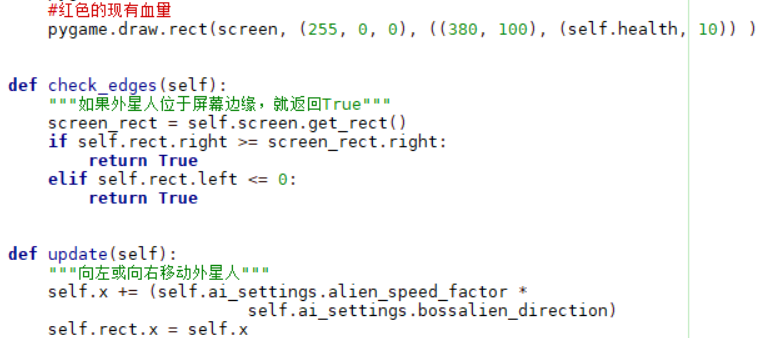 #红色的现有血量
pygame.draw.rect(screen, (255, 0, 0), ((380, 100), (self.health, 10)) )
def check_edges(self):
"""如果外星人位于屏幕边缘，就返回True"""
screen_rect = self.screen.get_rect()
if self.rect.right >= screen_rect.right:
return True
elif self.rect.left <= 0:
return True
def update(self):
"""向左或向右移动外星人"""
self.x += (self.ai_settings.alien_speed_factor *
self.ai_settings.bossalien_direction)
self.rect.x = self.x